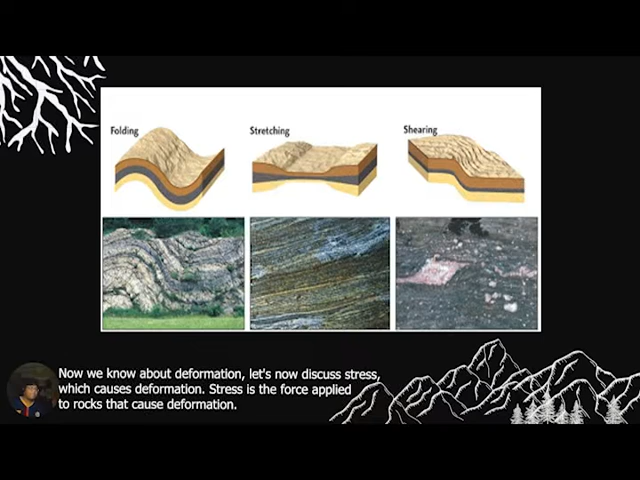 Folding
Stretching
Shearing
Now we know about deformation, let's now discuss stress,
which causes deformation. Stress is the force applied
to rocks that cause deformation.